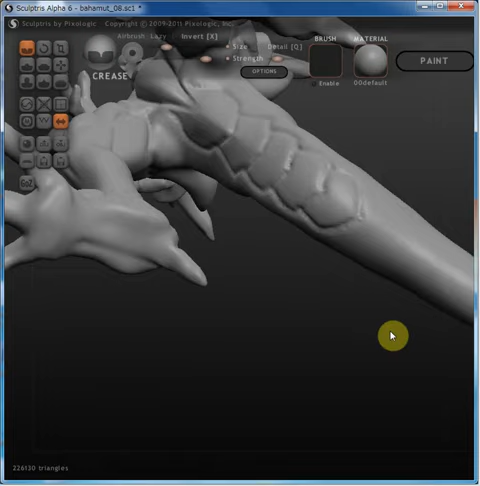 Sculptris Alpha 6 - bahamut_06.sc1 *
Sculptris by Pixologic Copyright © 2009-2011 Pixologic, Inc.
Airbrush Lazy Invert [X]
Size Detail [Q]
Strength
OPTIONS
CREASE
BRUSH
Enable
MATERIAL
00default
PAINT
GoZ
226130 triangles